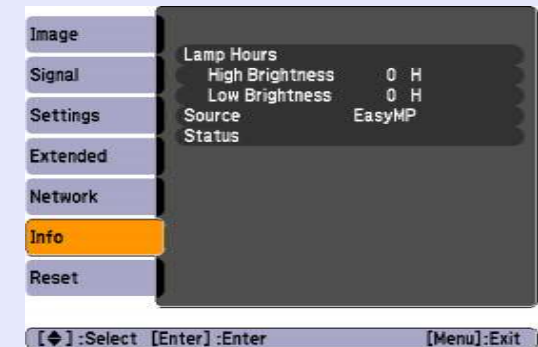 Image
Signal
Settings
Extended
Network
Info
Reset
Lamp Hours
High Brightness 0 H
Low Brightness 0 H
Source EasyMP
Status
[◆]:Select [Enter]:Enter [Menu]:Exit